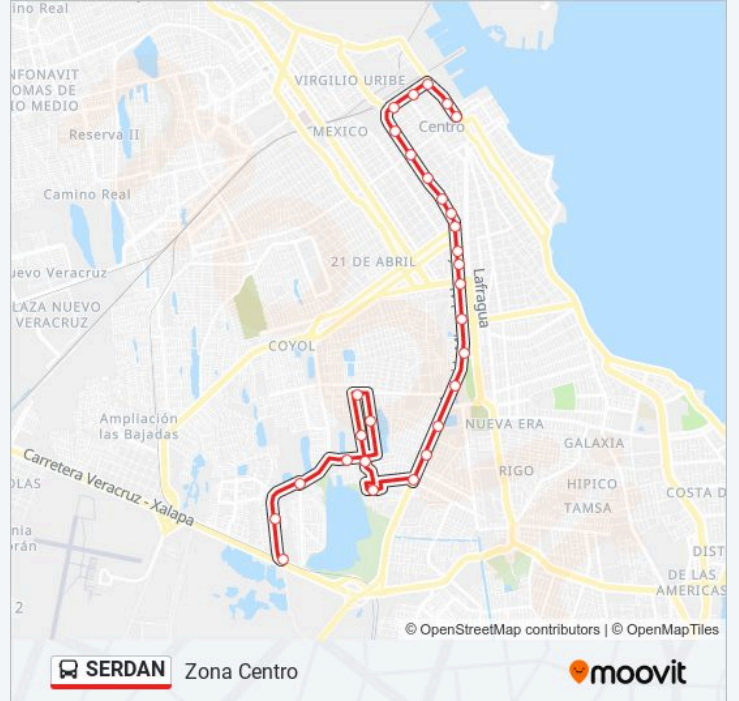 ino Real
NFONAVIT
OMAS DE
IO MEDIO
VIRGILIO URIBE
Reserva II
MEXICO
Centro
Camino Real
21 DE ABRIL
uevo Veracruz
LAZA NUEVO
VERACRUZ
Lafragua
COYOL
Ampliación
las Bajadas
NUEVA ERA
GALAXIA
Carretera Veracruz - Xalapa
OLAS
RIGO
HIPICO
TAMSA
COSTA D
nia
orán
DIST
DE LAS
AMERICAS
2
© OpenStreetMap contributors | © OpenMapTiles
SERDAN
Zona Centro
moovit